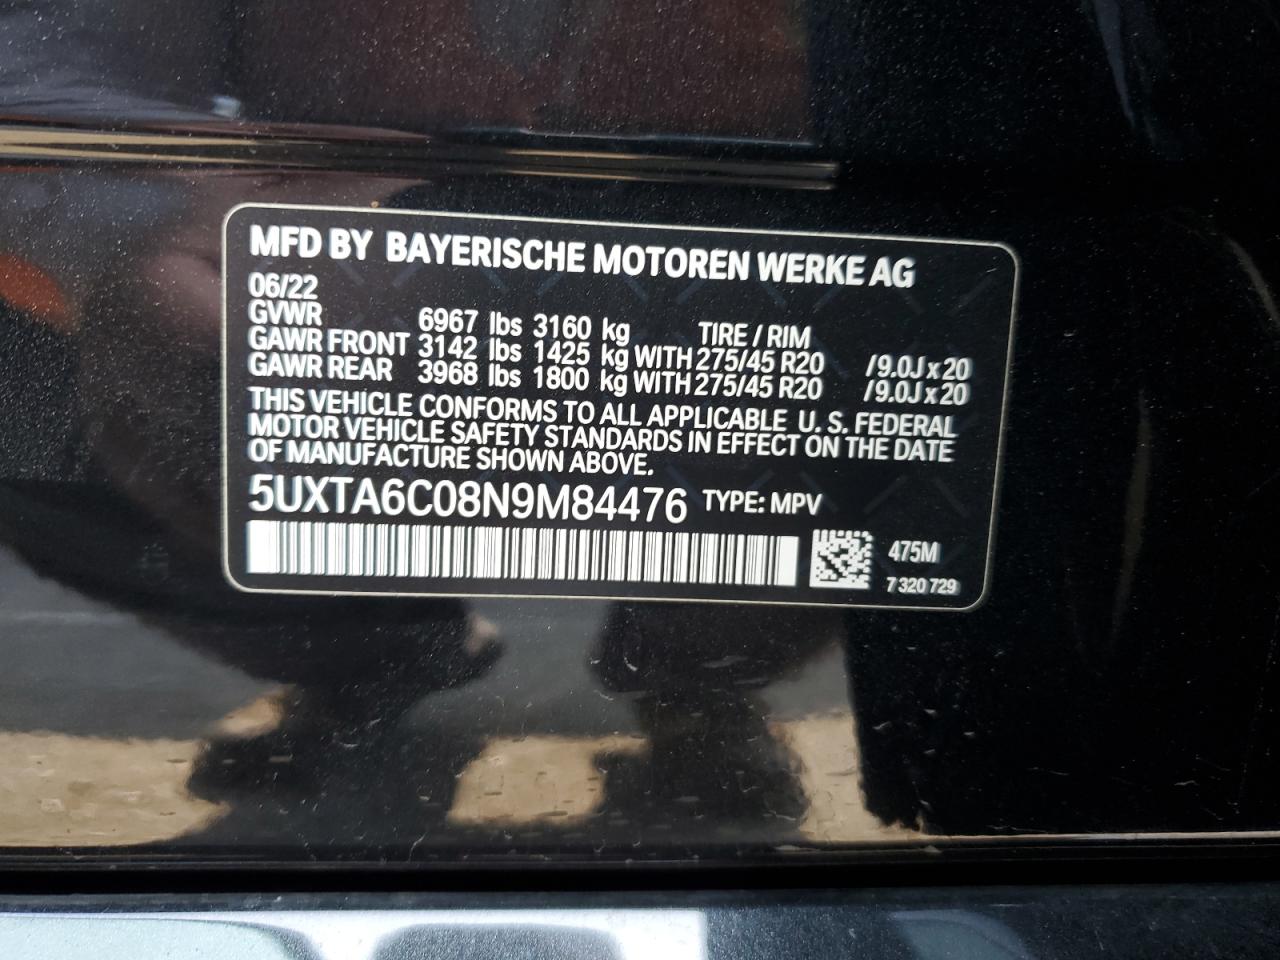 MFD BY BAYERISCHE MOTOREN WERKE AG
06/22
GVWR 6967 lbs 3160 kg TIRE / RIM
GAWR FRONT 3142 lbs 1425 kg WITH 275/45 R20 / 9.0J x 20
GAWR REAR 3968 lbs 1800 kg WITH 275/45 R20 / 9.0J x 20
THIS VEHICLE CONFORMS TO ALL APPLICABLE U. S. FEDERAL
MOTOR VEHICLE SAFETY STANDARDS IN EFFECT ON THE DATE
OF MANUFACTURE SHOWN ABOVE.
5UXTA6C08N9M84476 TYPE: MPV
475M
7 320 729